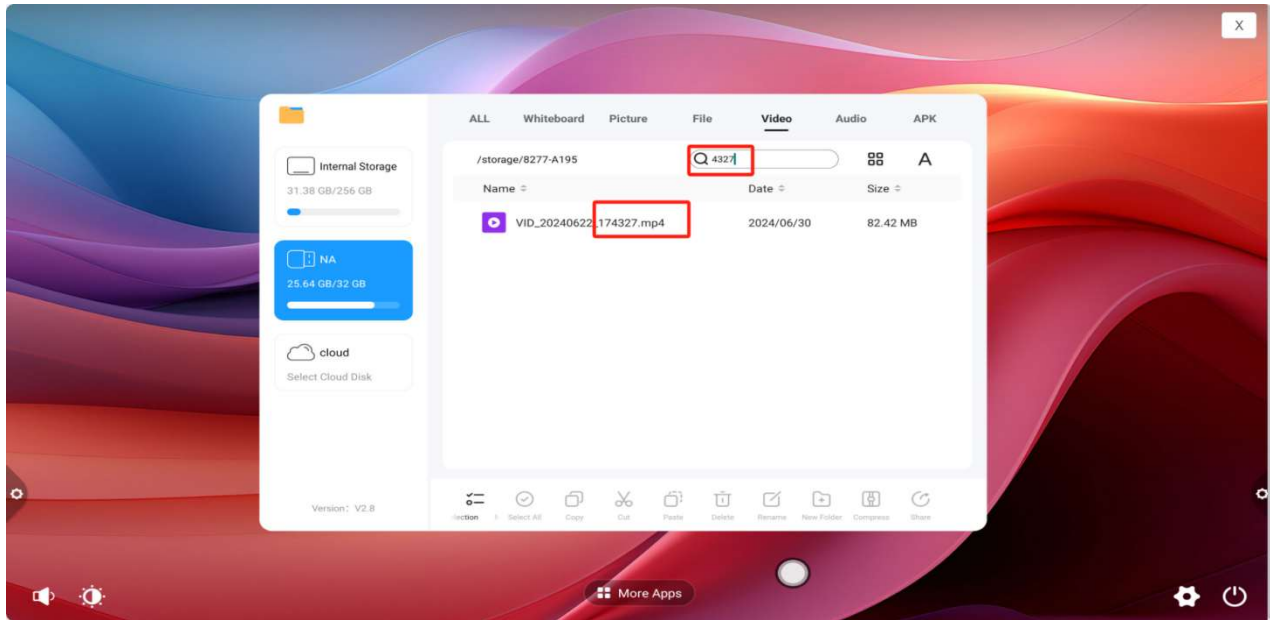 X
ALL Whiteboard Picture File Video Audio APK
Internal Storage
31.38 GB/256 GB
NA
25.64 GB/32 GB
cloud
Select Cloud Disk
Version: V2.8
/storage/8277-A195
4327
A
Name Date Size
VID_20240622_174327.mp4 2024/06/30 82.42 MB
Select All Copy Cut Paste Delete Rename New Folder Compress Share
More Apps